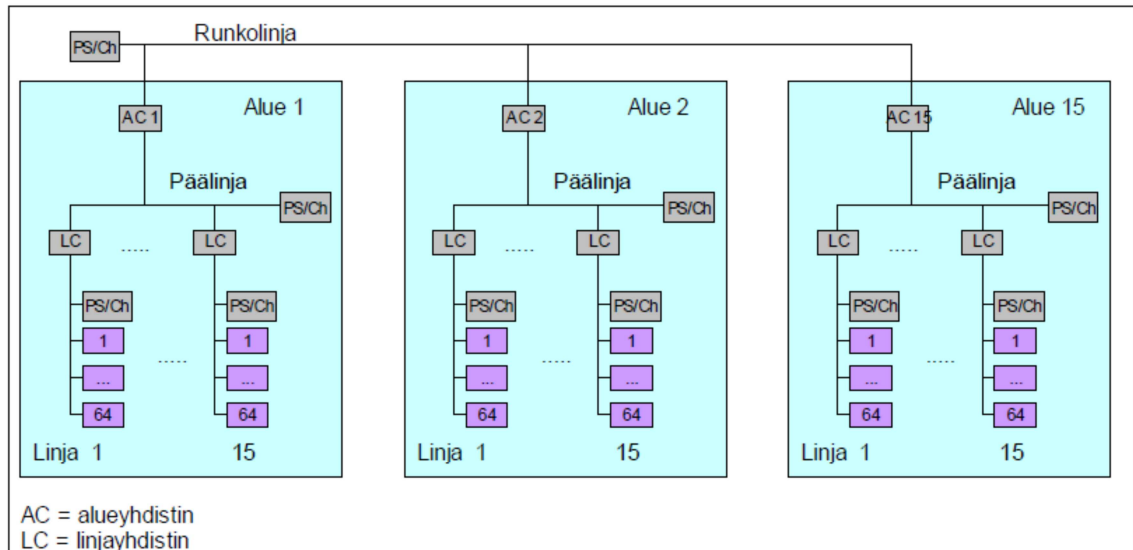 PS/Ch Runkolinja
Alue 1 Alue 2 Alue 15
AC 1 AC 2 AC 15
Päälinja Päälinja Päälinja
PS/Ch PS/Ch PS/Ch
LC ..... LC LC ..... LC LC ..... LC
PS/Ch PS/Ch PS/Ch PS/Ch PS/Ch PS/Ch
1 1 1 1 1 1
..... ..... .....
... ... ... ... ... ...
64 64 64 64 64 64
Linja 1 15 Linja 1 15 Linja 1 15
AC = alueyhdistin
LC = linjayhdistin